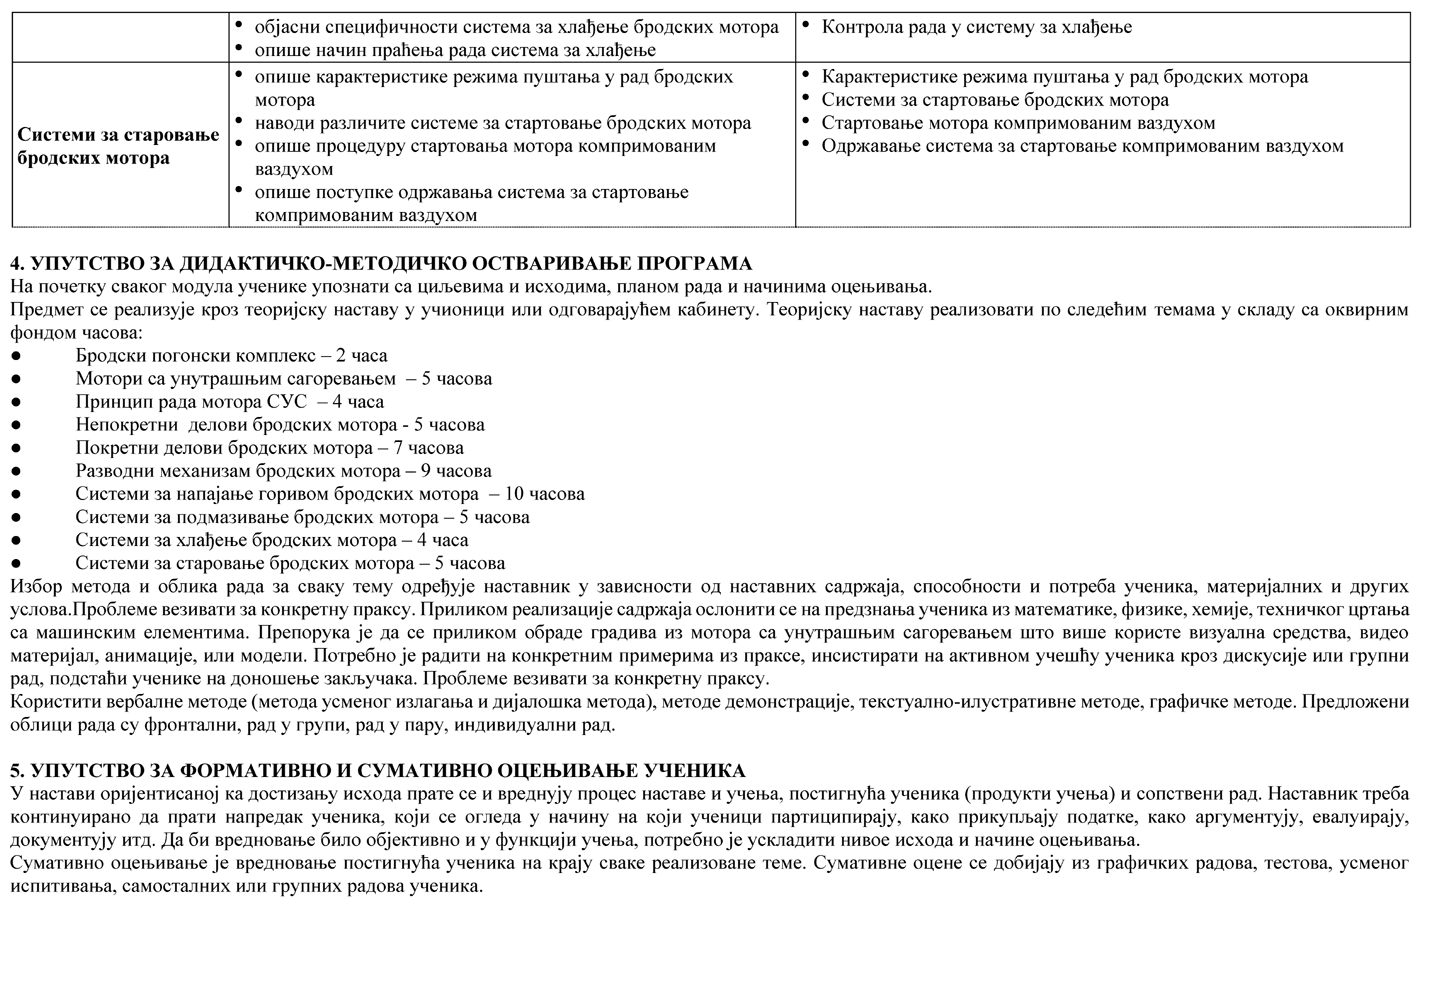 • објасни специфичности система за хлађење бродских мотора
• опише начин праћења рада система за хлађење
• Контрола рада у систему за хлађење
Системи за старовање
бродских мотора
• опише карактеристике режима пуштања у рад бродских
мотора
• наводи различите системе за стартовање бродских мотора
• опише процедуру стартовања мотора компримованим
ваздухом
• опише поступке одржавања система за стартовање
компримованим ваздухом
• Карактеристике режима пуштања у рад бродских мотора
• Системи за стартовање бродских мотора
• Стартовање мотора компримованим ваздухом
• Одржавање система за стартовање компримованим ваздухом
4. УПУТСТВО ЗА ДИДАКТИЧКО-МЕТОДИЧКО ОСТВАРИВАЊЕ ПРОГРАМА
На почетку сваког модула ученике упознати са циљевима и исходима, планом рада и начинима оцењивања.
Предмет се реализује кроз теоријску наставу у учионици или одговарајућем кабинету. Теоријску наставу реализовати по следећим темама у складу са оквирним
фондом часова:
● Бродски погонски комплекс – 2 часа
● Мотори са унутрашњим сагоревањем  – 5 часова
● Принцип рада мотора СУС  – 4 часа
● Непокретни  делови бродских мотора - 5 часова
● Покретни делови бродских мотора – 7 часова
● Разводни механизам бродских мотора – 9 часова
● Системи за напајање горивом бродских мотора  – 10 часова
● Системи за подмазивање бродских мотора – 5 часова
● Системи за хлађење бродских мотора – 4 часа
● Системи за старовање бродских мотора – 5 часова
Избор метода и облика рада за сваку тему одређује наставник у зависности од наставних садржаја, способности и потреба ученика, материјалних и других
услова.Проблеме везивати за конкретну праксу. Приликом реализације садржаја ослонити се на предзнања ученика из математике, физике, хемије, техничког цртања
са машинским елементима. Препорука је да се приликом обраде градива из мотора са унутрашњим сагоревањем што више користе визуална средства, видео
материјал, анимације, или модели. Потребно је радити на конкретним примерима из праксе, инсистирати на активном учешћу ученика кроз дискусије или групни
рад, подстаћи ученике на доношење закључака. Проблеме везивати за конкретну праксу.
Користити вербалне методе (метода усменог излагања и дијалошка метода), методе демонстрације, текстуално-илустративне методе, графичке методе. Предложени
облици рада су фронтални, рад у групи, рад у пару, индивидуални рад.
5. УПУТСТВО ЗА ФОРМАТИВНО И СУМАТИВНО ОЦЕЊИВАЊЕ УЧЕНИКА
У настави оријентисаној ка достизању исхода прате се и вреднују процес наставе и учења, постигнућа ученика (продукти учења) и сопствени рад. Наставник треба
континуирано да прати напредак ученика, који се огледа у начину на који ученици партиципирају, како прикупљају податке, како аргументују, евалуирају,
документују итд. Да би вредновање било објективно и у функцији учења, потребно је ускладити нивое исхода и начине оцењивања.
Сумативно оцењивање је вредновање постигнућа ученика на крају сваке реализоване теме. Сумативне оцене се добијају из графичких радова, тестова, усменог
испитивања, самосталних или групних радова ученика.